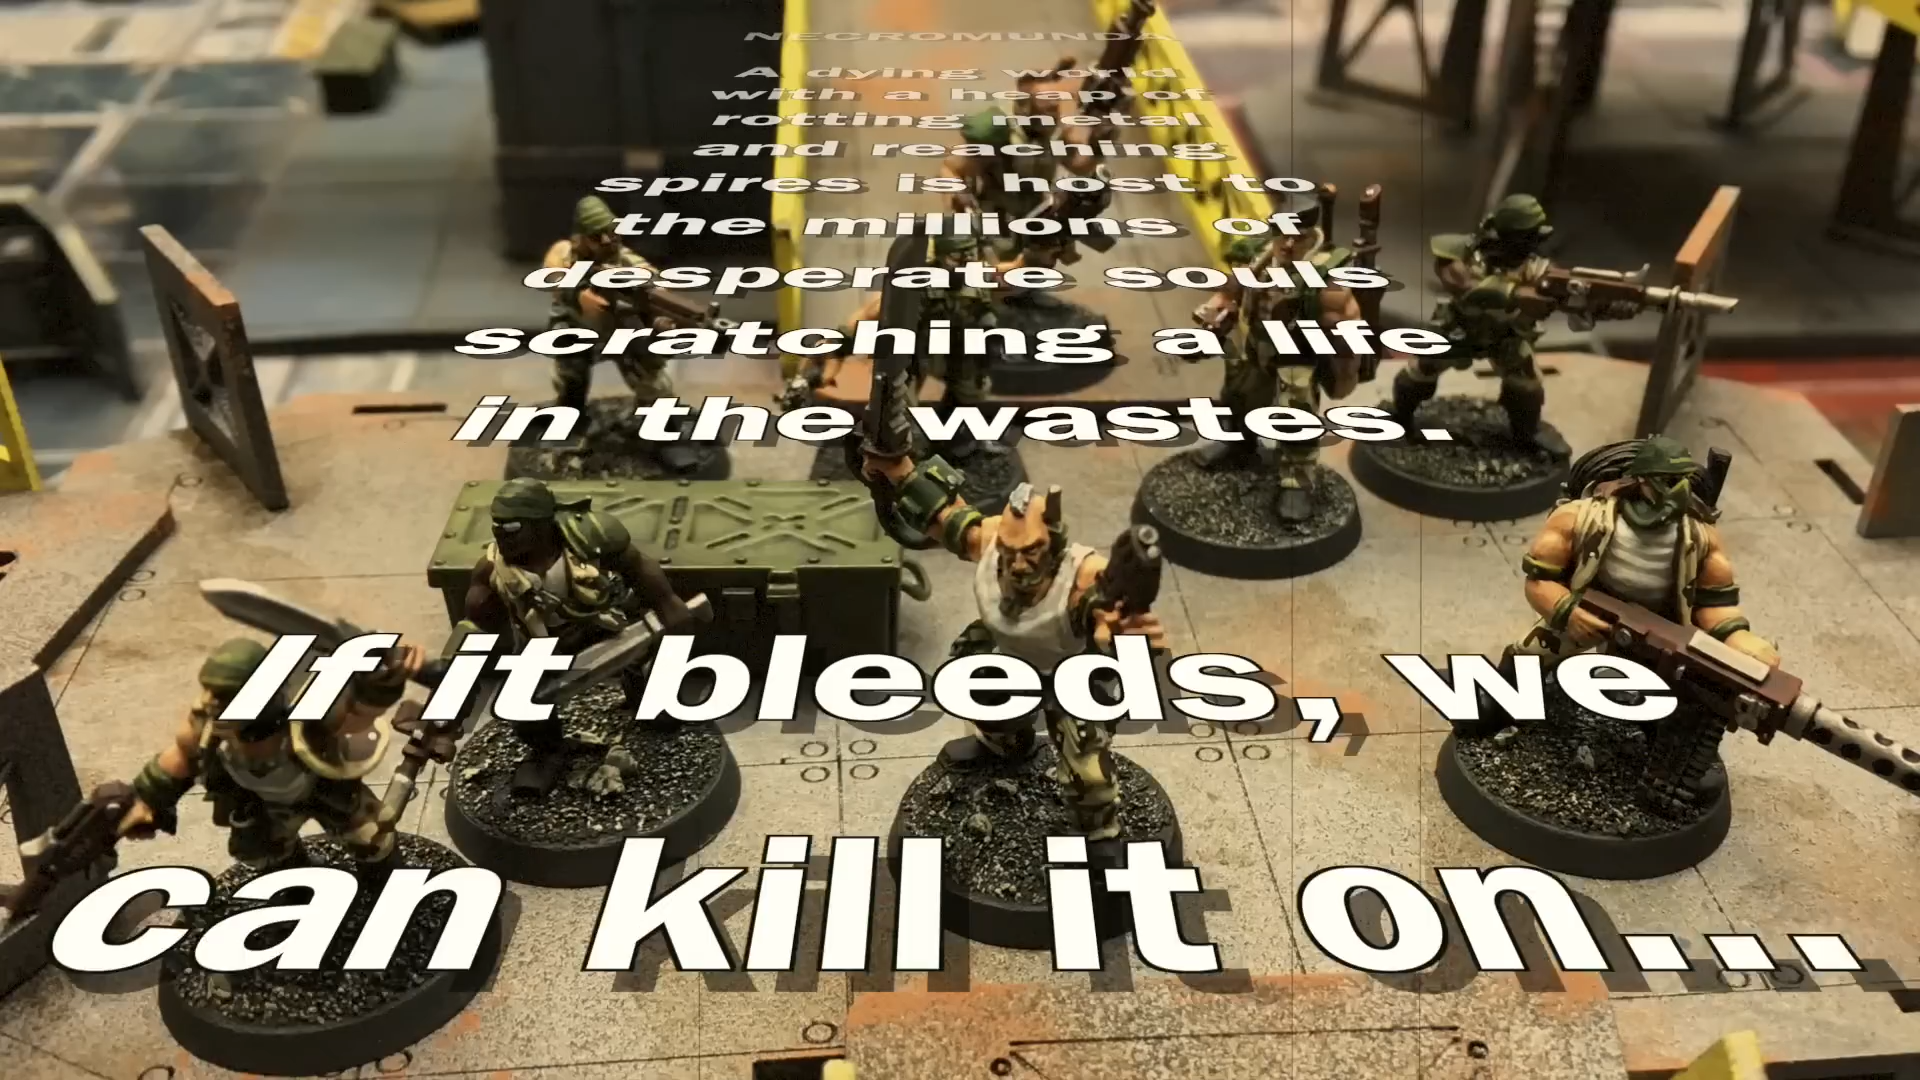 NECROMUNDA
A dying world
with a heap of
rotting metal
and reaching
spires is host to
the millions of
desperate souls
scratching a life
in the wastes.
If it bleeds, we
can kill it on...